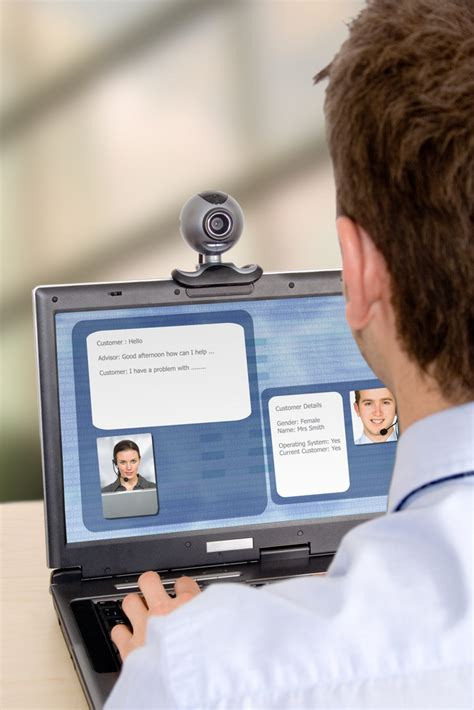 Customer : Hello
Advisor: Good afternoon how can I help ...
Customer: I have a problem with ........
Customer Details
Gender: Female
Name: Mrs Smith
Operating System: Yes
Current Customer: Yes